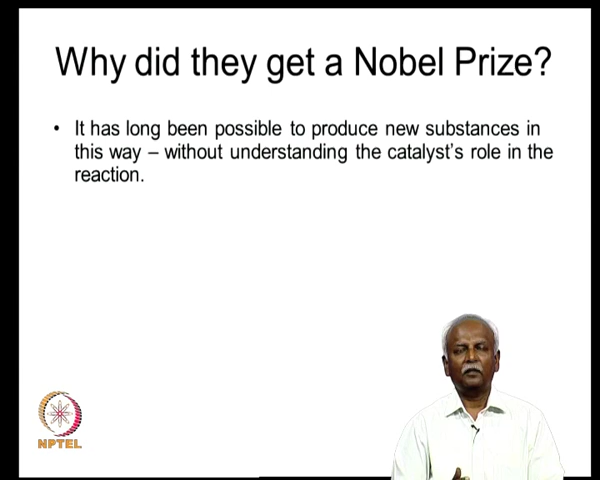 Why did they get a Nobel Prize?
• It has long been possible to produce new substances in
this way – without understanding the catalyst's role in the
reaction.
NPTEL